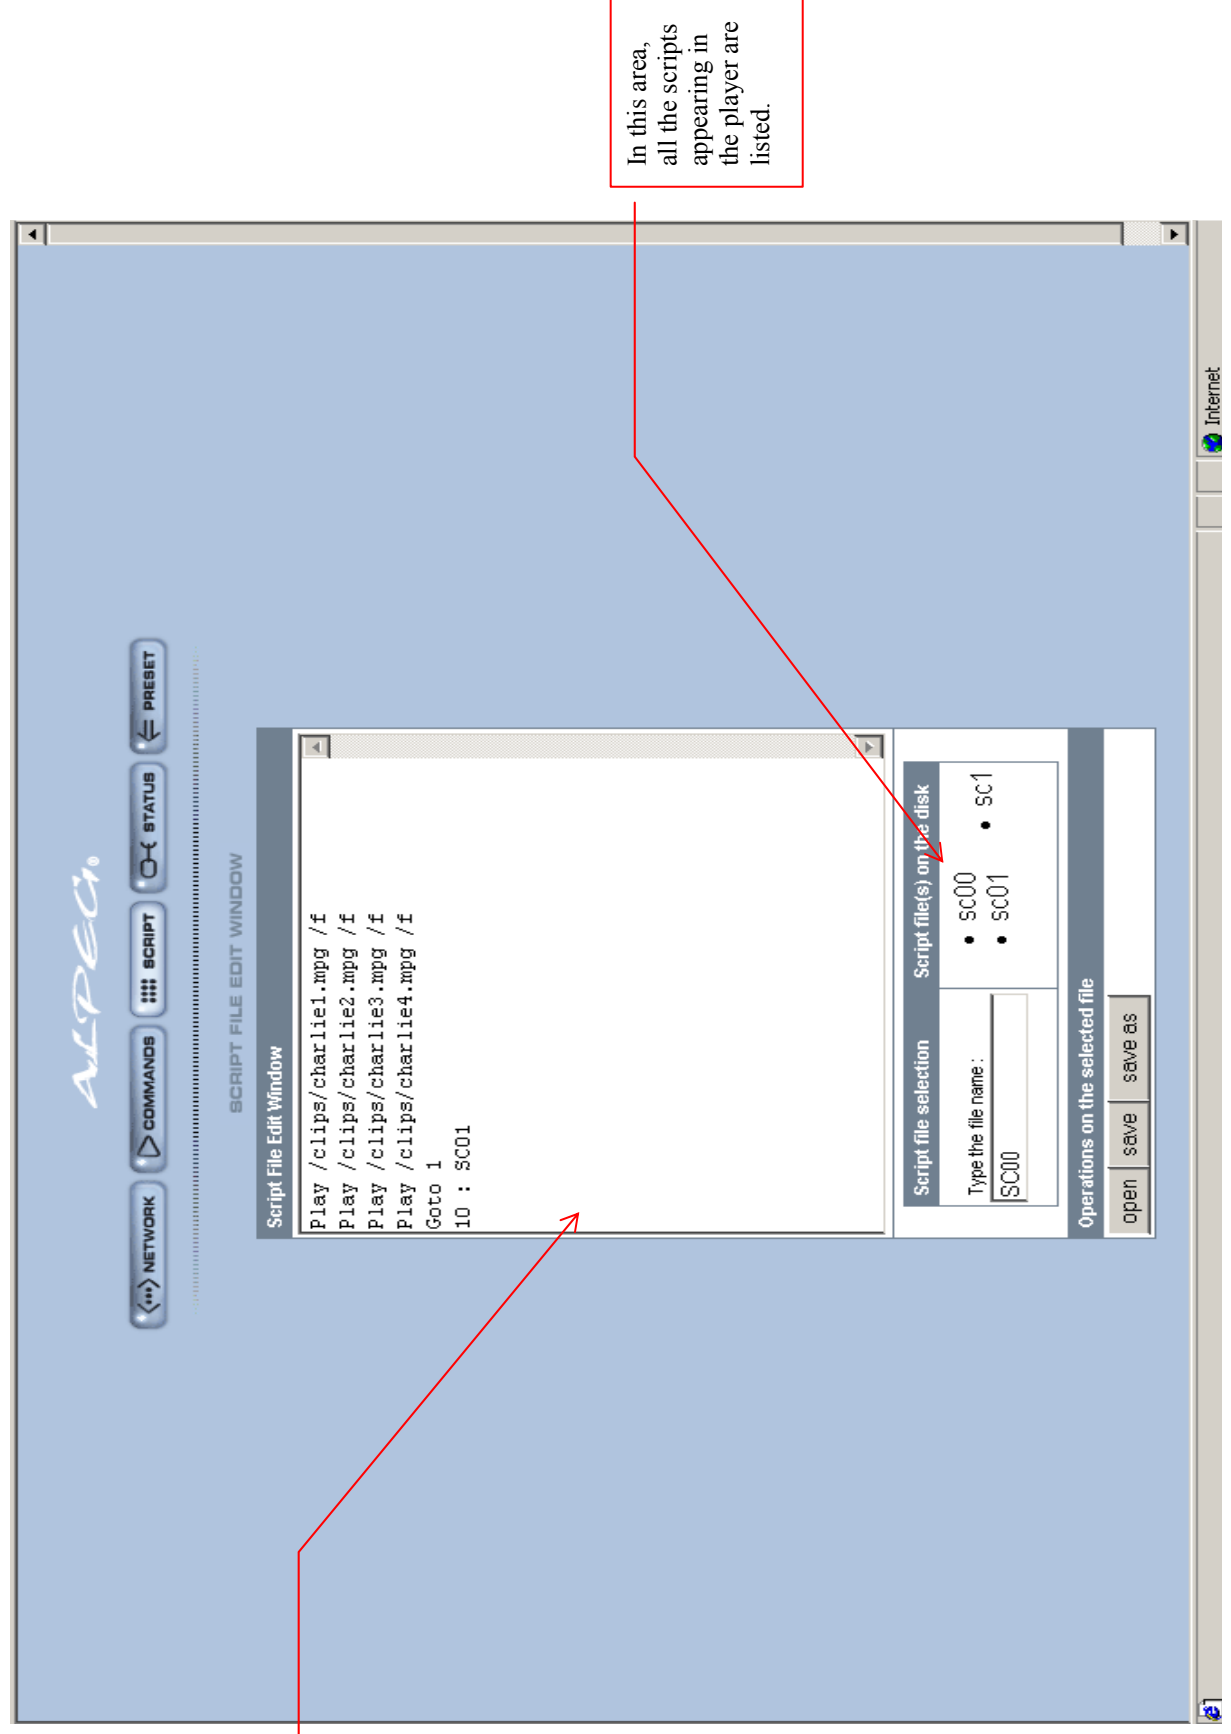 ALPEG®
NETWORK COMMANDS SCRIPT STATUS PRESET
SCRIPT FILE EDIT WINDOW
Script File Edit Window
Play /clips/charlie1.mpg /f
Play /clips/charlie2.mpg /f
Play /clips/charlie3.mpg /f
Play /clips/charlie4.mpg /f
Goto 1
10 : SC01
Script file selection
Script file(s) on the disk
Type the file name :
SC00
• sc00
• sc01
• sc1
Operations on the selected file
open save save as
Internet
In this area,
all the scripts
appearing in
the player are
listed.